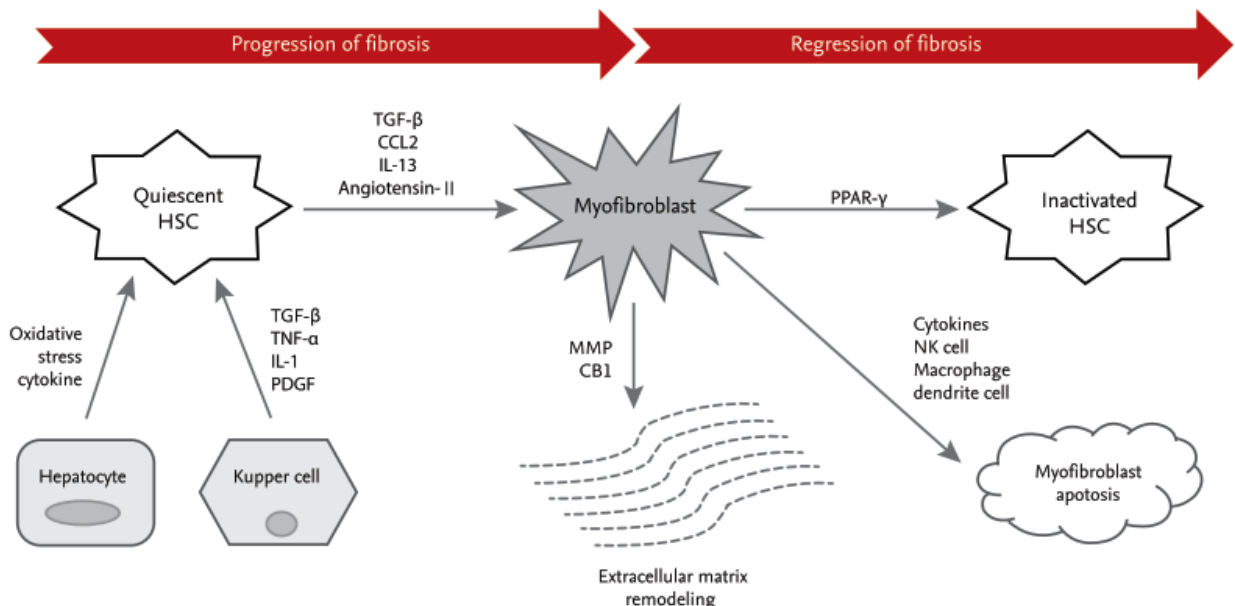 Progression of fibrosis
Regression of fibrosis
TGF-β
CCL2
IL-13
Angiotensin-II
Quiescent
HSC
Myofibroblast
PPAR-γ
Inactivated
HSC
Oxidative
stress
cytokine
TGF-β
TNF-α
IL-1
PDGF
MMP
CB1
Cytokines
NK cell
Macrophage
dendrite cell
Hepatocyte
Kupper cell
Myofibroblast
apotosis
Extracellular matrix
remodeling